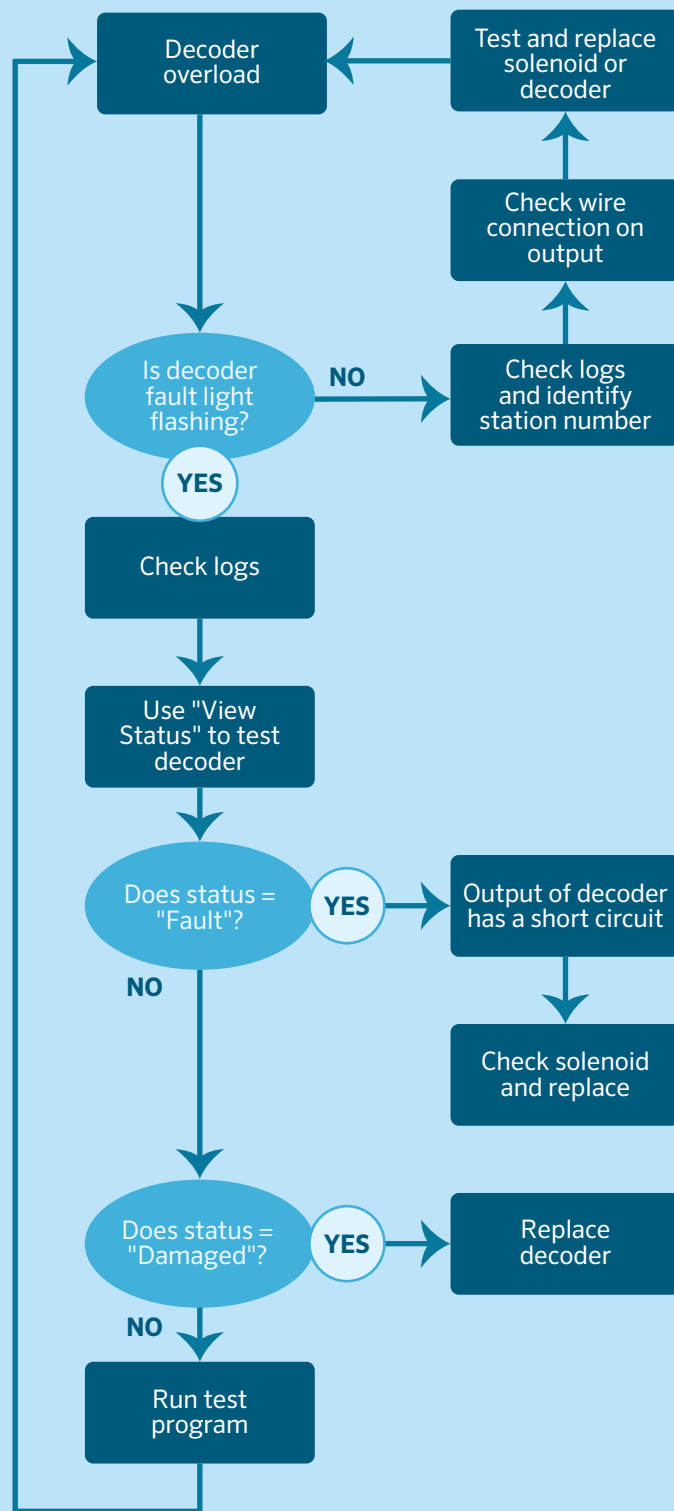 Decoder
overload
Test and replace
solenoid or
decoder
Check wire
connection on
output
Is decoder
fault light
flashing?
NO
Check logs
and identify
station number
YES
Check logs
Use "View
Status" to test
decoder
Does status =
"Fault"?
YES
Output of decoder
has a short circuit
NO
Check solenoid
and replace
Does status =
"Damaged"?
YES
Replace
decoder
NO
Run test
program